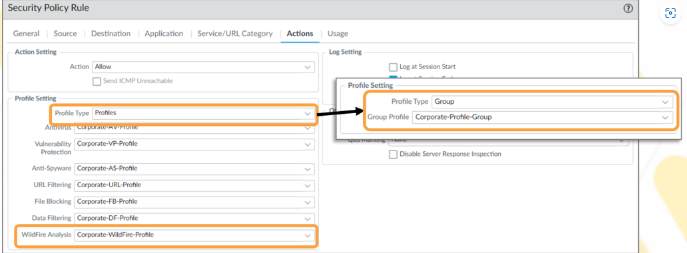 Security Policy Rule
General | Source | Destination | Application | Service/URL Category | Actions | Usage
Action Setting
Action Allow
Send ICMP Unreachable
Profile Setting
Profile Type Profiles
Antivirus Corporate-AV-Profile
Vulnerability Protection Corporate-VP-Profile
Anti-Spyware Corporate-AS-Profile
URL Filtering Corporate-URL-Profile
File Blocking Corporate-FB-Profile
Data Filtering Corporate-DF-Profile
WildFire Analysis Corporate-WildFire-Profile
Log Setting
Log at Session Start
Profile Setting
Profile Type Group
Group Profile Corporate-Profile-Group
QoS Marking None
Disable Server Response Inspection